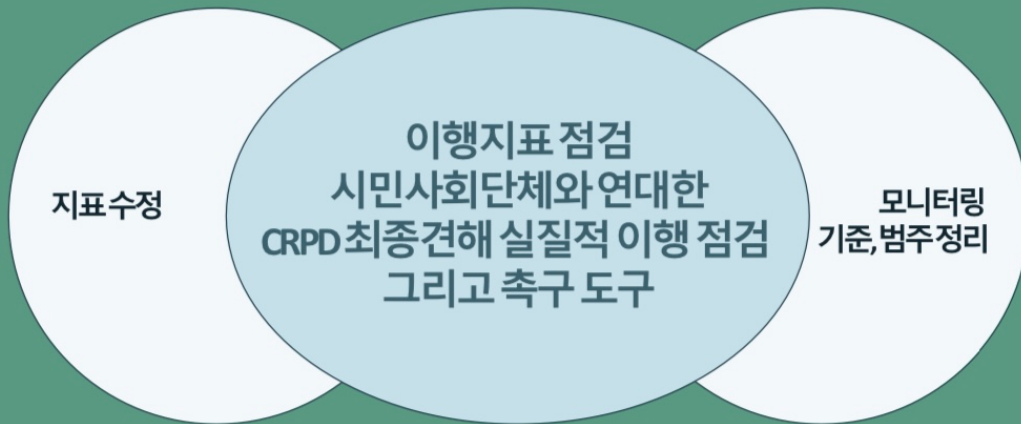 지표 수정
이행지표 점검
시민사회단체와 연대한
CRPD 최종견해 실질적 이행 점검
그리고 촉구 도구
모니터링
기준, 범주 정리